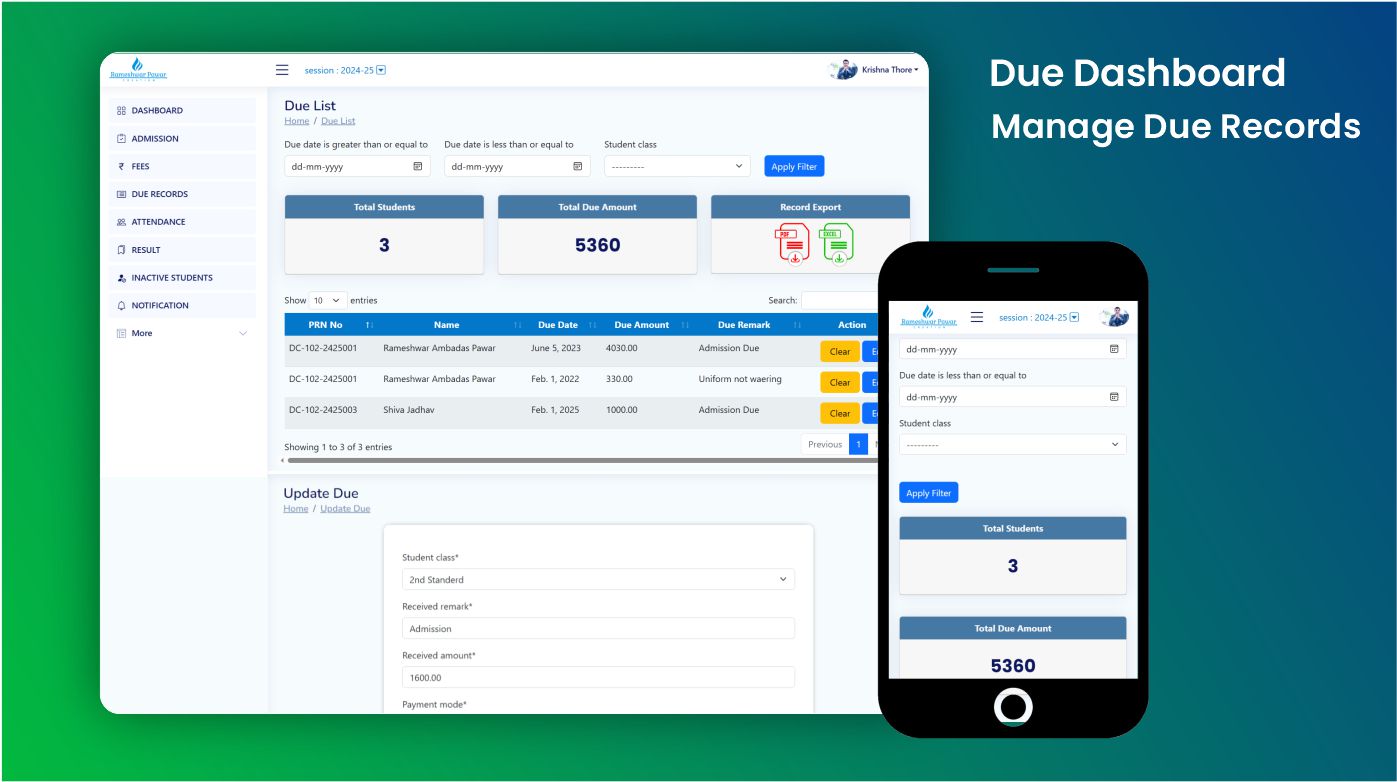 Due Dashboard
Manage Due Records
Rameshwar Pawar
CREATION
session : 2024-25
Krishna Thore
DASHBOARD
ADMISSION
₹ FEES
DUE RECORDS
ATTENDANCE
RESULT
INACTIVE STUDENTS
NOTIFICATION
More
Due List
Home / Due List
Due date is greater than or equal to Due date is less than or equal to Student class
dd-mm-yyyy dd-mm-yyyy --------- Apply Filter
Total Students Total Due Amount Record Export
3 5360 PDF EXCEL
Show 10 entries Search:
PRN No Name Due Date Due Amount Due Remark Action
DC-102-2425001 Rameshwar Ambadas Pawar June 5, 2023 4030.00 Admission Due Clear
DC-102-2425001 Rameshwar Ambadas Pawar Feb. 1, 2022 330.00 Uniform not waering Clear
DC-102-2425003 Shiva Jadhav Feb. 1, 2025 1000.00 Admission Due Clear
Showing 1 to 3 of 3 entries Previous 1
Update Due
Home / Update Due
Student class*
2nd Standerd
Received remark*
Admission
Received amount*
1600.00
Payment mode*
Rameshwar Pawar
CREATION
session : 2024-25
dd-mm-yyyy
Due date is less than or equal to
dd-mm-yyyy
Student class
---------
Apply Filter
Total Students
3
Total Due Amount
5360